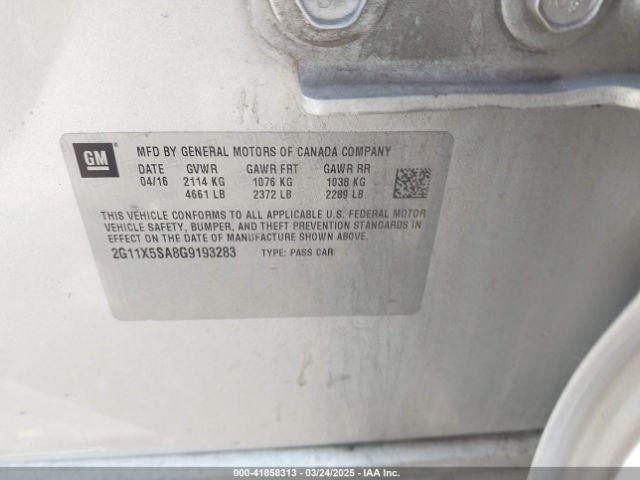 GM
MFD BY GENERAL MOTORS OF CANADA COMPANY
DATE GVWR GAWR FRT GAWR RR
04/16 2114 KG 1076 KG 1038 KG
4661 LB 2372 LB 2289 LB
THIS VEHICLE CONFORMS TO ALL APPLICABLE U.S. FEDERAL MOTOR
VEHICLE SAFETY, BUMPER, AND THEFT PREVENTION STANDARDS
IN EFFECT ON THE DATE OF MANUFACTURE SHOWN ABOVE.
2G11X5SA8G9193283 TYPE: PASS CAR
000-41858313 - 03/24/2025 - IAA Inc.